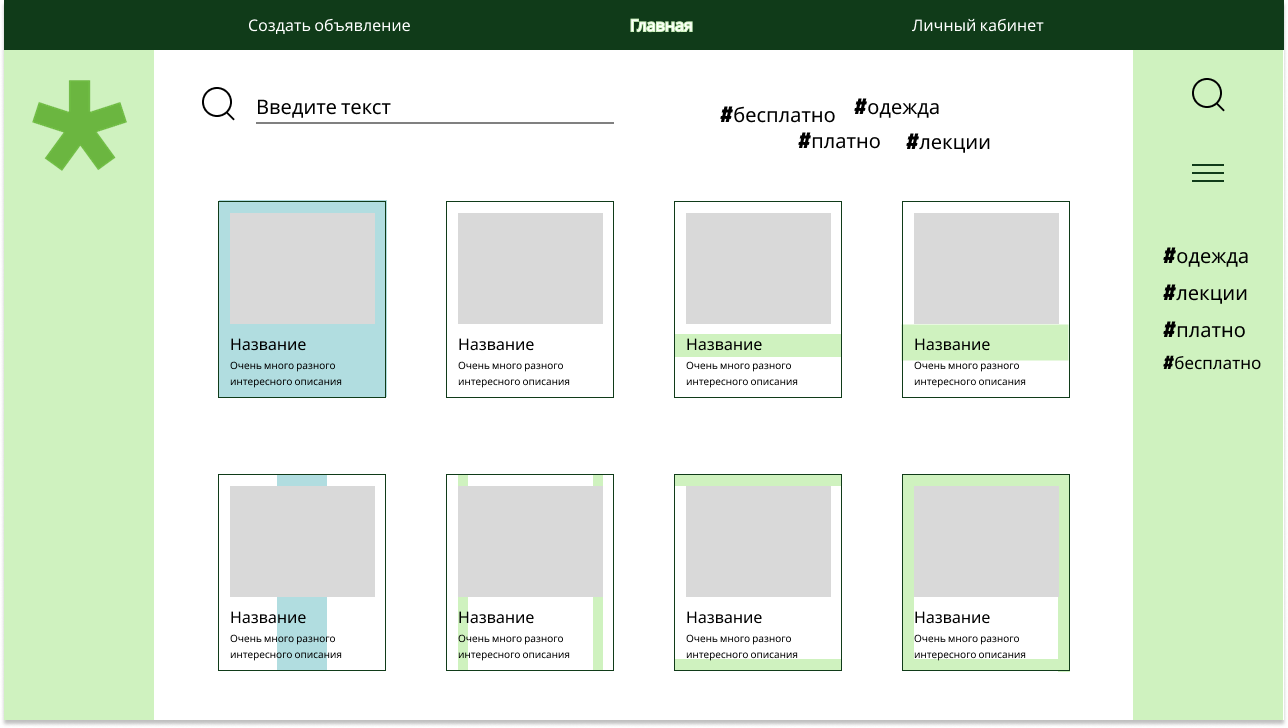 Создать объявление
Главная
Личный кабинет
Введите текст
#бесплатно
#одежда
#платно
#лекции
Название
Очень много разного
интересного описания
Название
Очень много разного
интересного описания
Название
Очень много разного
интересного описания
Название
Очень много разного
интересного описания
#одежда
#лекции
#платно
#бесплатно
Название
Очень много разного
интересного описания
Название
Очень много разного
интересного описания
Название
Очень много разного
интересного описания
Название
Очень много разного
интересного описания